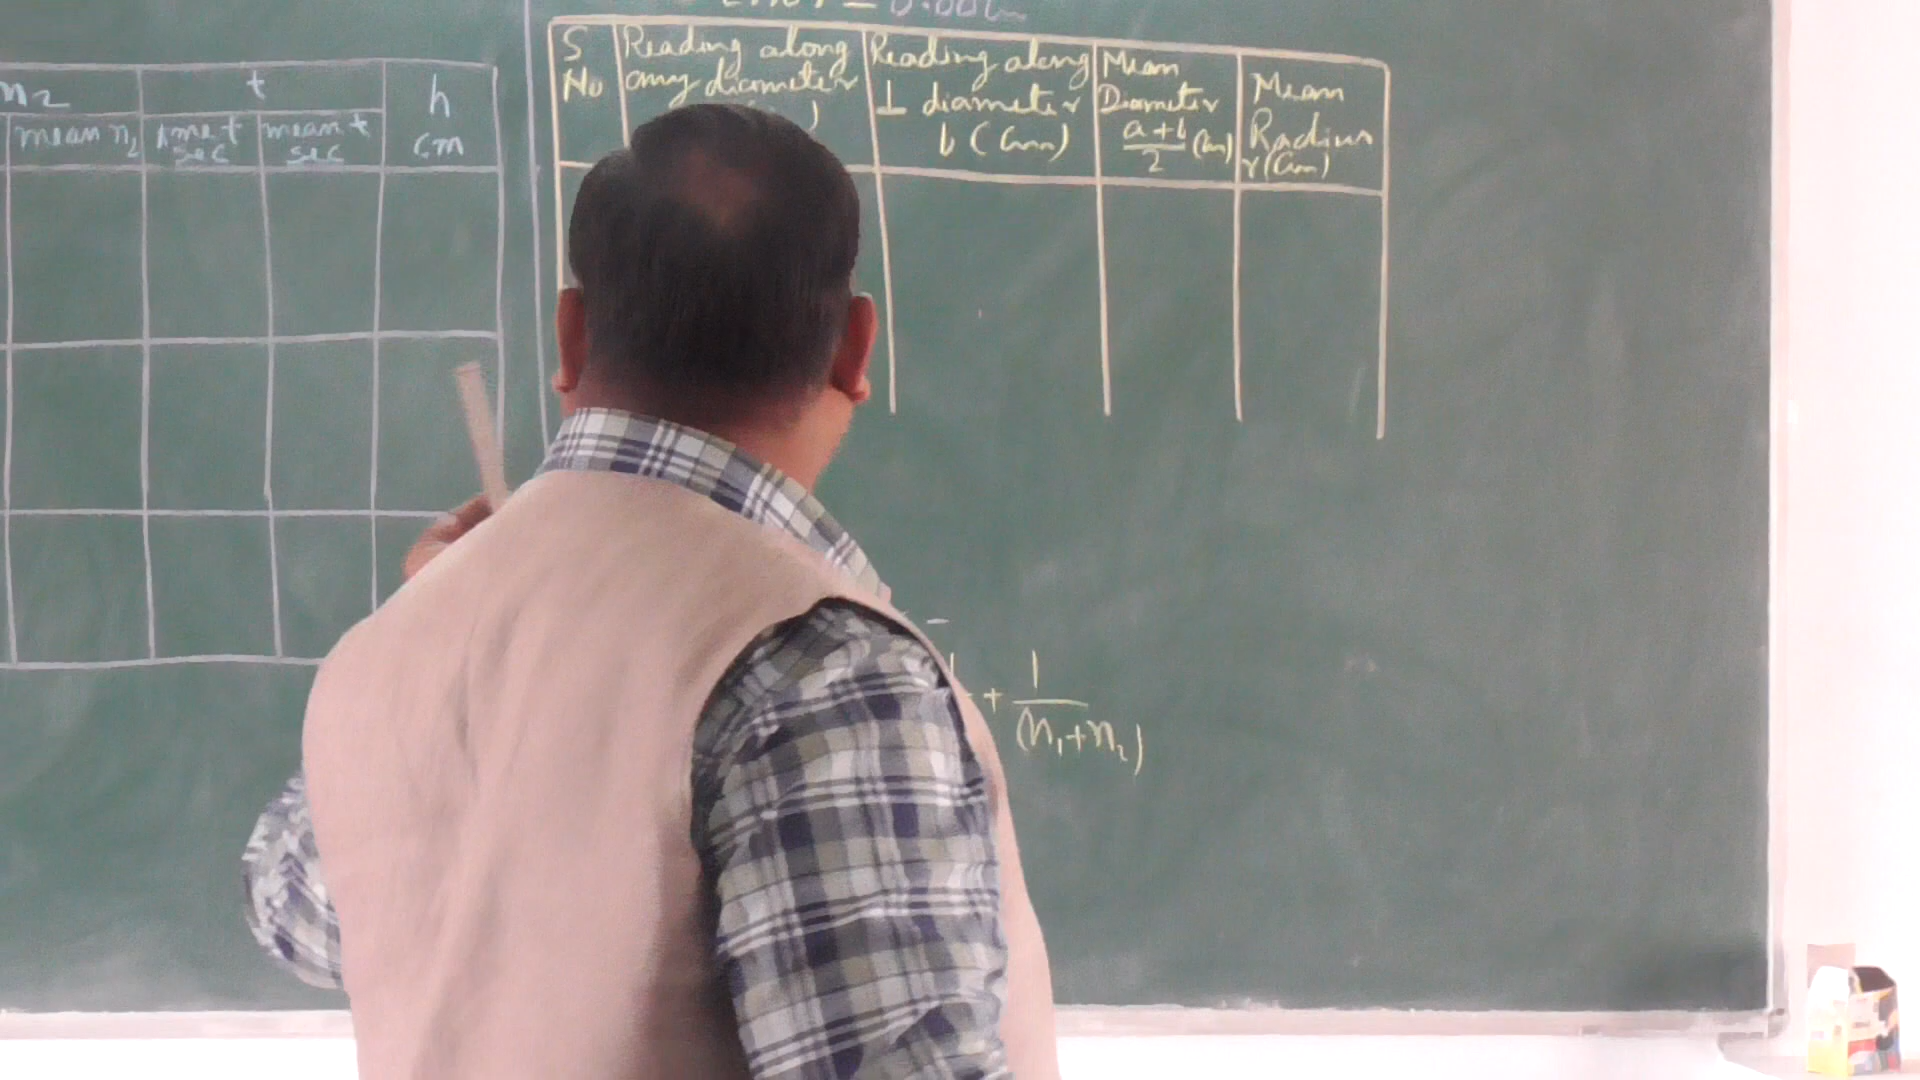 n2 t h
mean n2 time t sec mean t sec cm
S No Reading along any diameter ) Reading along ⊥ diameter b (cm) Mean Diameter a+b/2 (cm) Mean Radius r (cm)
+ 1/(n1+n2)